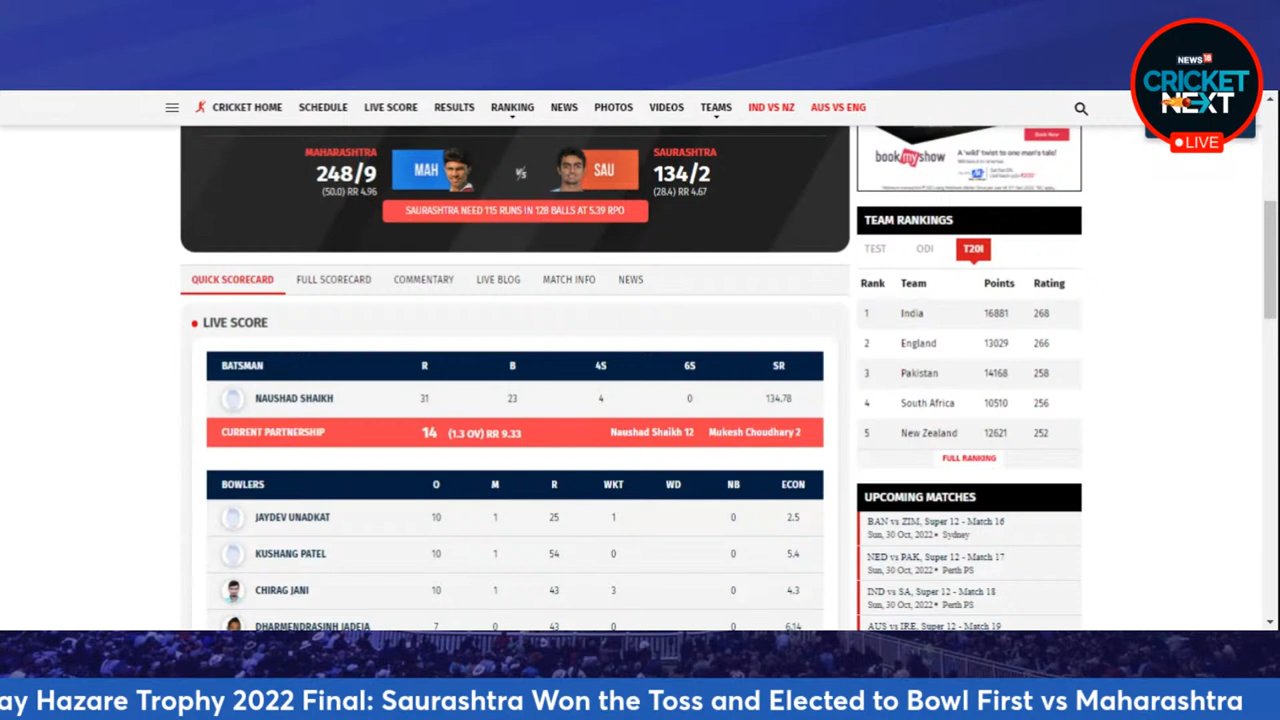 NEWS 18
CRICKET
NEXT
LIVE
CRICKET HOME SCHEDULE LIVE SCORE RESULTS RANKING NEWS PHOTOS VIDEOS TEAMS IND VS NZ AUS VS ENG
MAHARASHTRA
248/9
(50.0) RR 4.96
MAH
VS
SAU
SAURASHTRA
134/2
(28.4) RR 4.67
SAURASHTRA NEED 115 RUNS IN 128 BALLS AT 5.39 RPO
QUICK SCORECARD FULL SCORECARD COMMENTARY LIVE BLOG MATCH INFO NEWS
LIVE SCORE
BATSMAN R B 4S 6S SR
NAUSHAD SHAIKH 31 23 4 0 134.78
CURRENT PARTNERSHIP 14 (1.3 OV) RR 9.33 Naushad Shaikh 12 Mukesh Choudhary 2
BOWLERS O M R WKT WD NB ECON
JAYDEV UNADKAT 10 1 25 1 0 2.5
KUSHANG PATEL 10 1 54 0 0 5.4
CHIRAG JANI 10 1 43 3 0 4.3
DHARMENDRASINH JADEJA 7 0 43 0 0 6.14
Book Now
bookmyshow
A 'wild' twist to one man's tale!
TEAM RANKINGS
TEST ODI T20I
Rank Team Points Rating
1 India 16881 268
2 England 13029 266
3 Pakistan 14168 258
4 South Africa 10510 256
5 New Zealand 12621 252
FULL RANKING
UPCOMING MATCHES
BAN vs ZIM, Super 12 - Match 16
Sun, 30 Oct, 2022• Sydney
NED vs PAK, Super 12 - Match 17
Sun, 30 Oct, 2022• Perth PS
IND vs SA, Super 12 - Match 18
Sun, 30 Oct, 2022• Perth PS
AUS vs IRE, Super 12 - Match 19
ay Hazare Trophy 2022 Final: Saurashtra Won the Toss and Elected to Bowl First vs Maharashtra